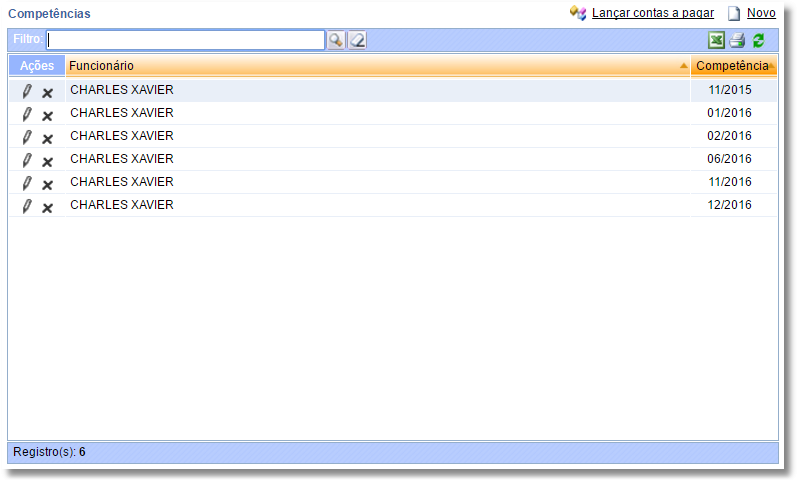 Competências Lançar contas a pagar Novo
Filtro:
Ações Funcionário Competência
CHARLES XAVIER 11/2015
CHARLES XAVIER 01/2016
CHARLES XAVIER 02/2016
CHARLES XAVIER 06/2016
CHARLES XAVIER 11/2016
CHARLES XAVIER 12/2016
Registro(s): 6